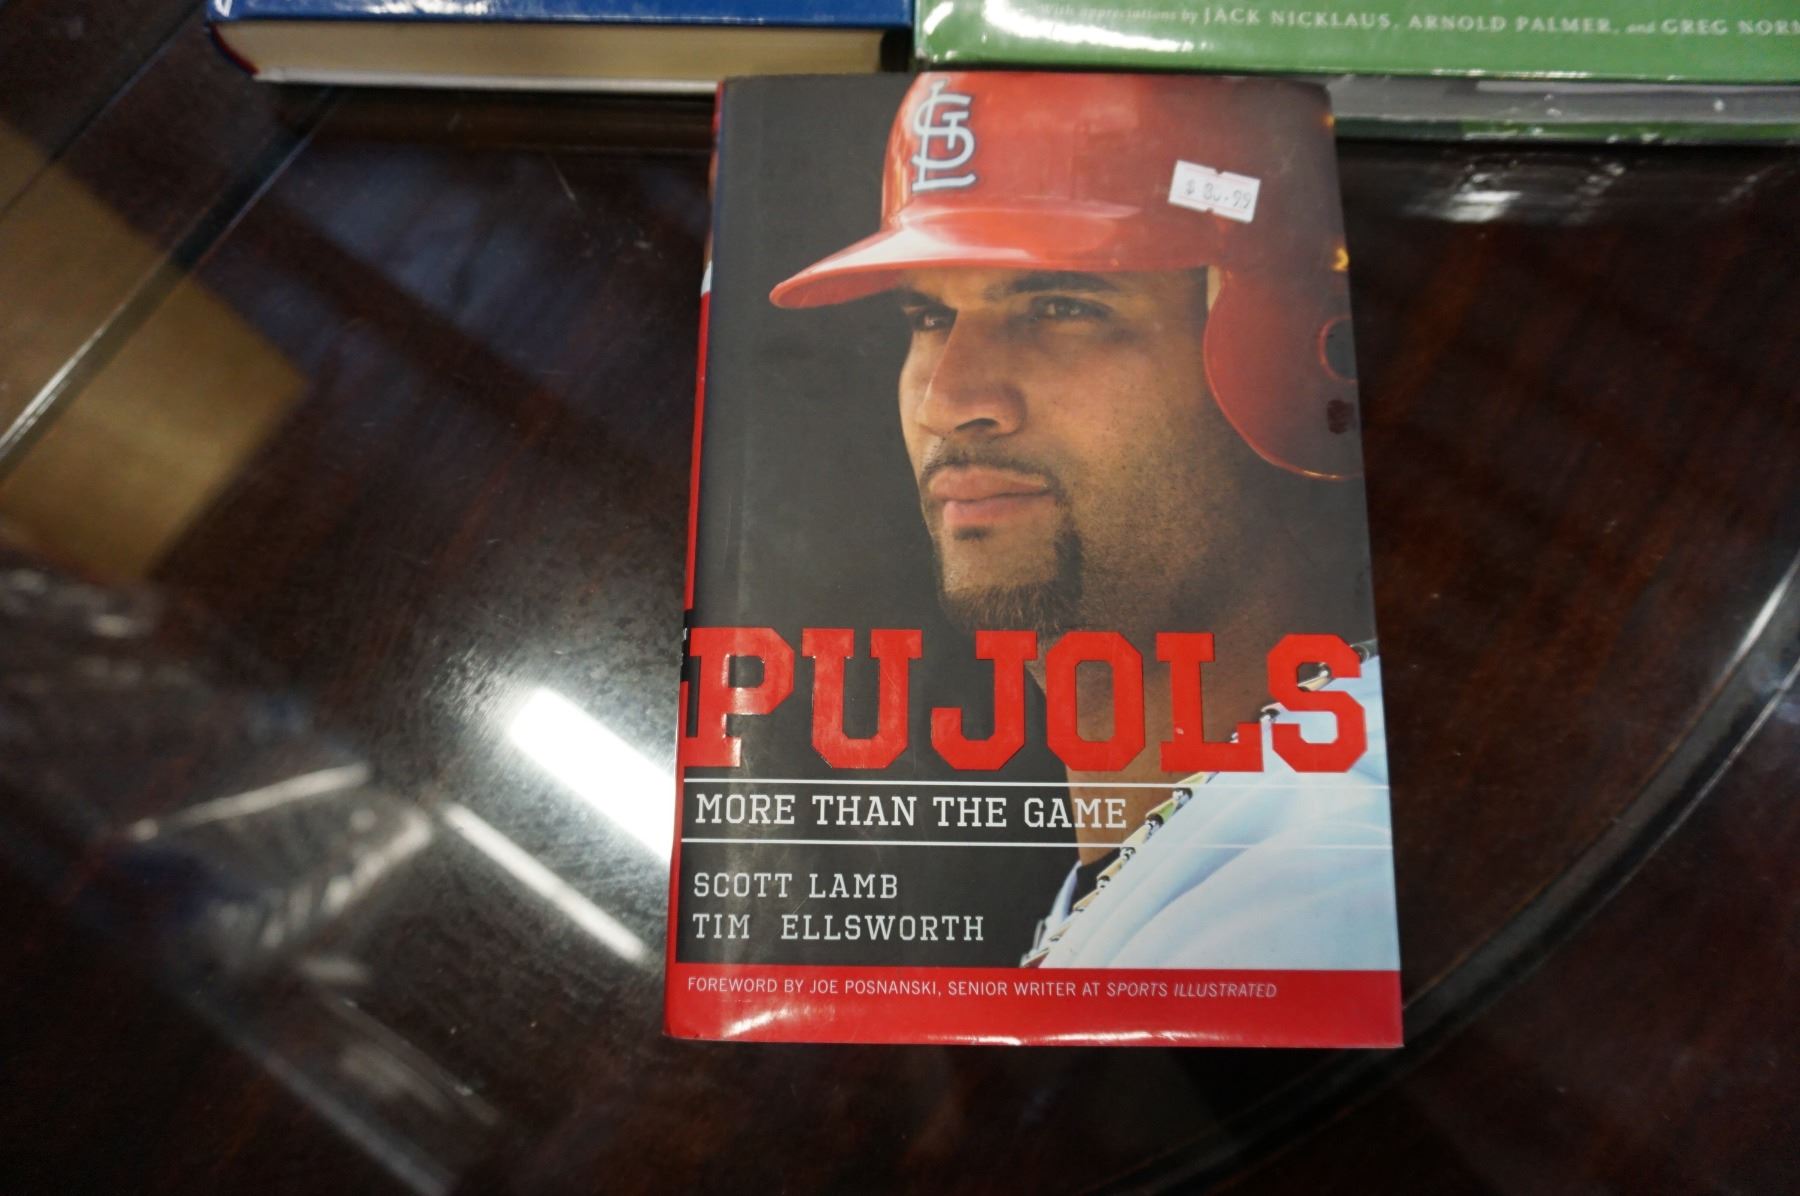 With appreciations by JACK NICKLAUS, ARNOLD PALMER, and GREG
STL
PUJOLS
MORE THAN THE GAME
SCOTT LAMB
TIM ELLSWORTH
FOREWORD BY JOE POSNANSKI, SENIOR WRITER AT SPORTS ILLUSTRATED